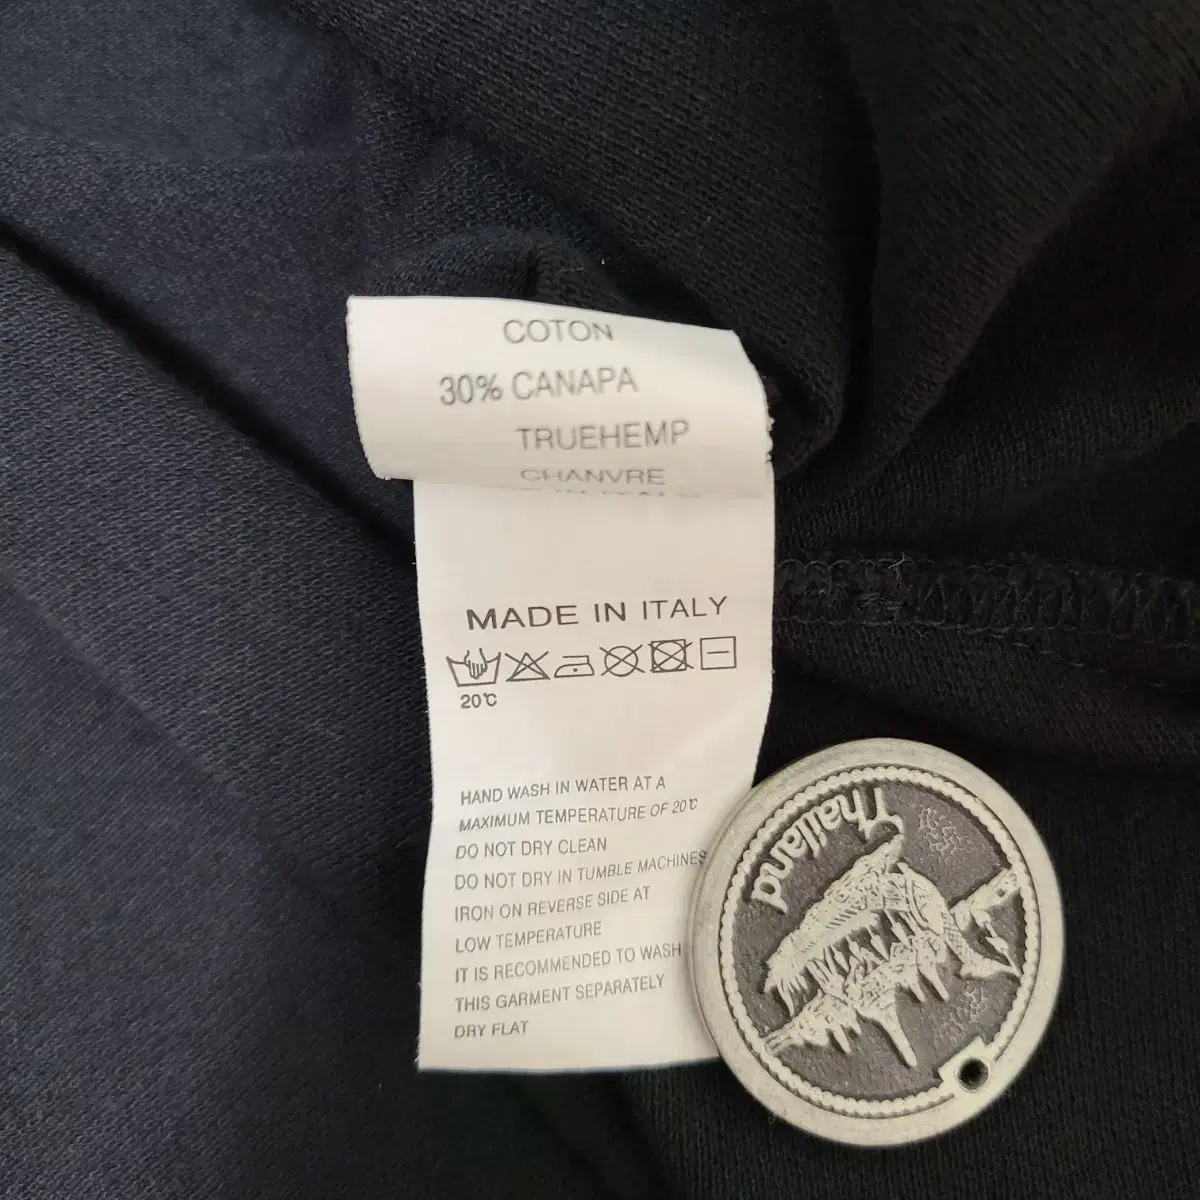 COTON
30% CANAPA
TRUEHEMP
CHANVRE
MADE IN ITALY
20℃
HAND WASH IN WATER AT A
MAXIMUM TEMPERATURE OF 20℃
DO NOT DRY CLEAN
DO NOT DRY IN TUMBLE MACHINES
IRON ON REVERSE SIDE AT
LOW TEMPERATURE
IT IS RECOMMENDED TO WASH
THIS GARMENT SEPARATELY
DRY FLAT
Thailand